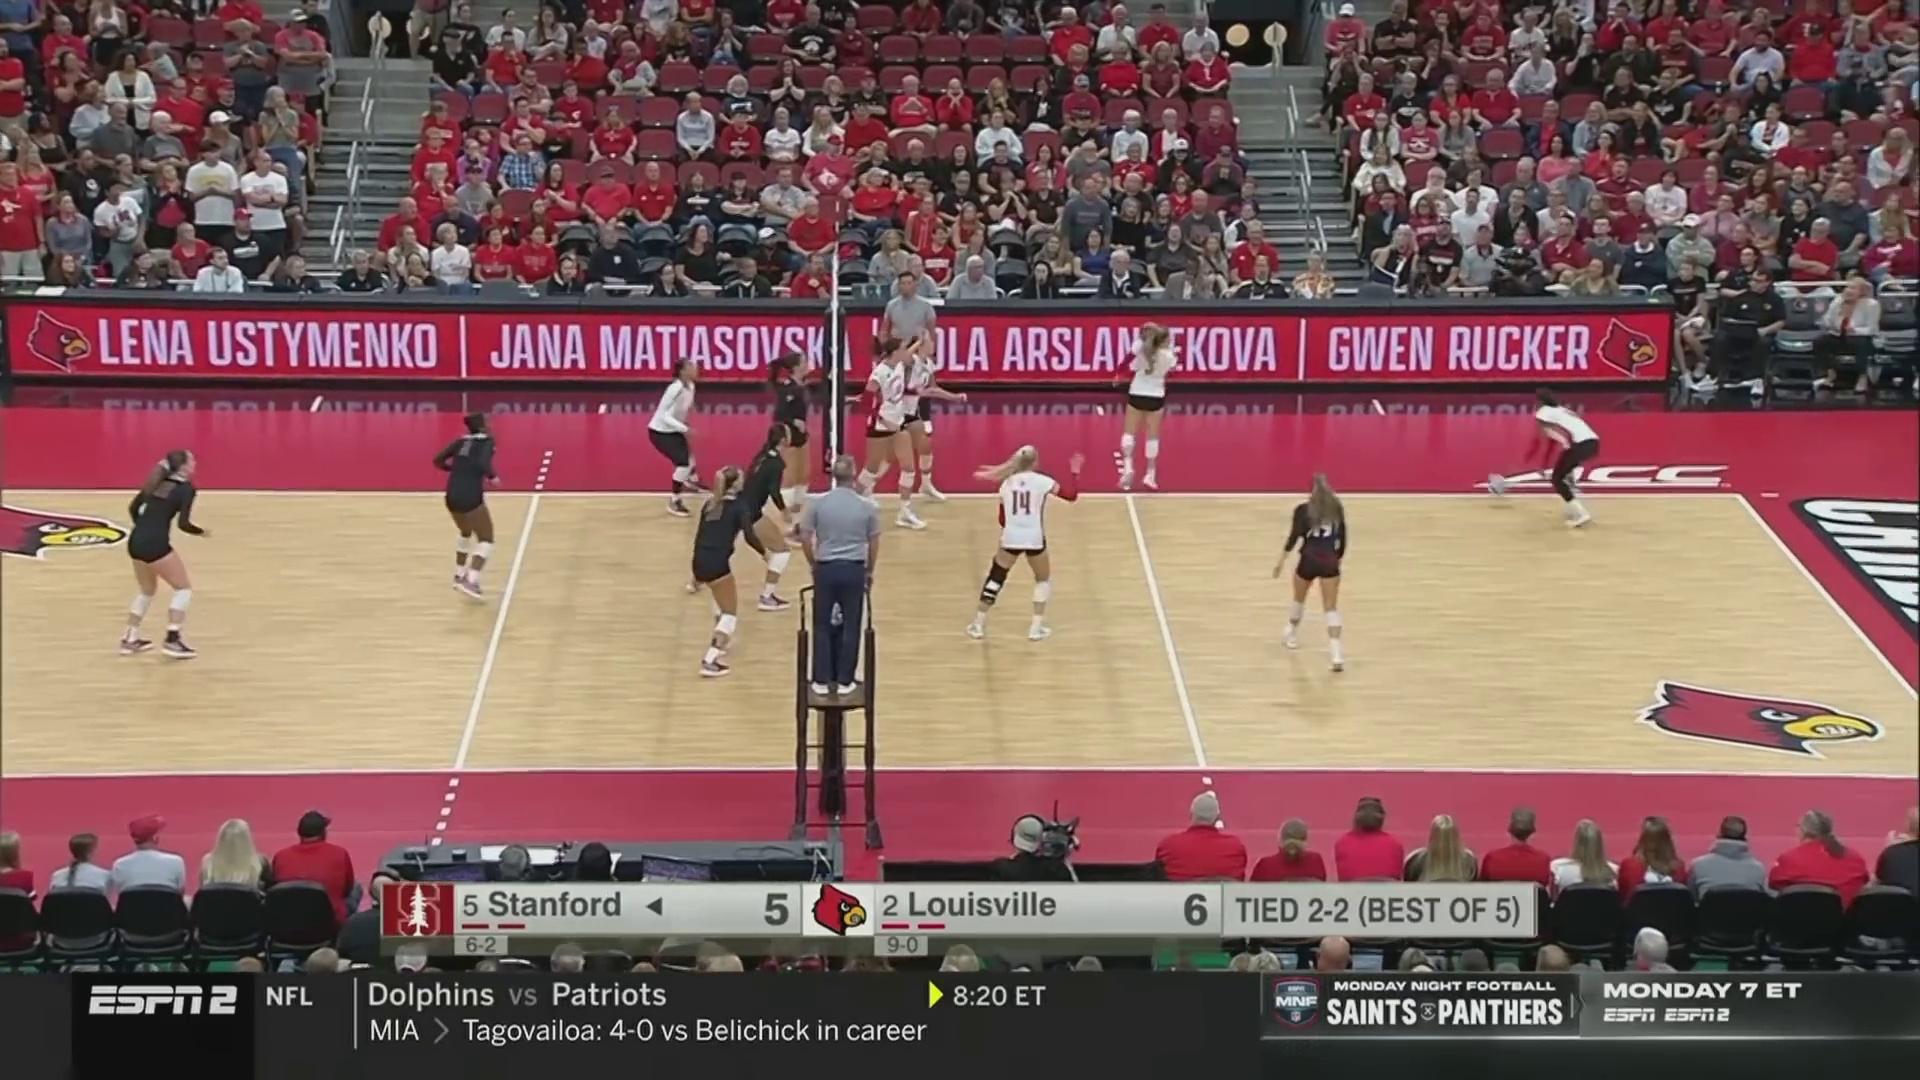 LENA USTYMENKO | JANA MATIASOVSK | OLA ARSLAN EKOVA | GWEN RUCKER
ACC
14
5 Stanford 5
6-2
2 Louisville 6
9-0
TIED 2-2 (BEST OF 5)
ESPN2
NFL
Dolphins vs Patriots
8:20 ET
MIA > Tagovailoa: 4-0 vs Belichick in career
MNF
MONDAY NIGHT FOOTBALL
SAINTS PANTHERS
MONDAY 7 ET
ESPN ESPN2